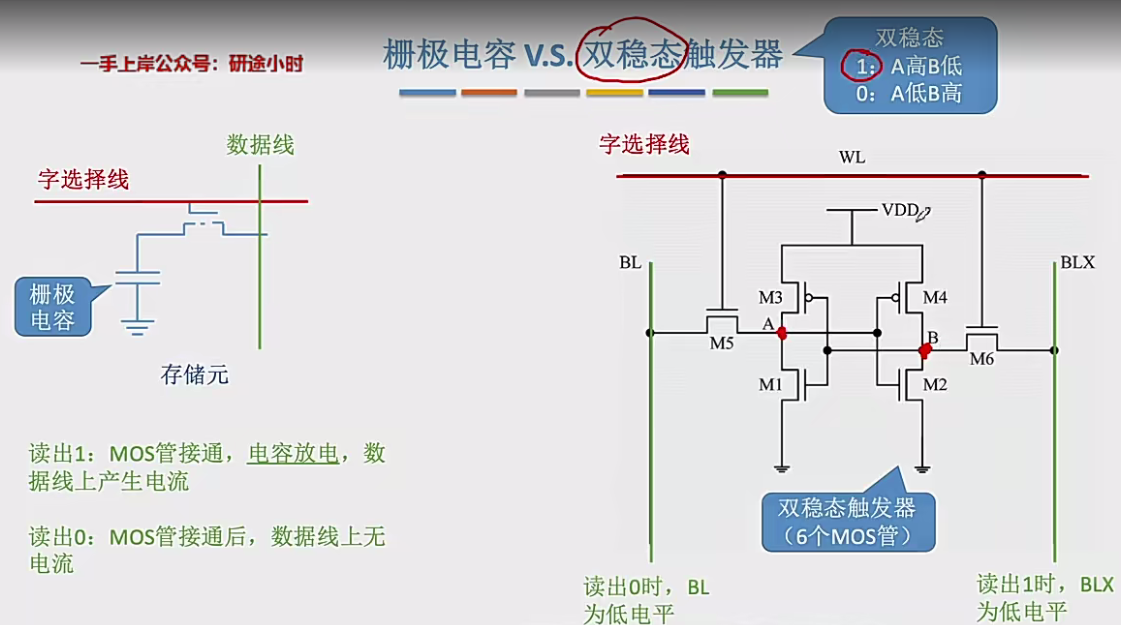 栅极电容 V.S. 双稳态触发器
一手上岸公众号：研途小时
双稳态
1：A高B低
0：A低B高
数据线
字选择线
栅极
电容
存储元
读出1：MOS管接通，电容放电，数
据线上产生电流
读出0：MOS管接通后，数据线上无
电流
字选择线
WL
VDD
BL
BLX
M3
M4
A
B
M5
M6
M1
M2
双稳态触发器
（6个MOS管）
读出0时，BL
为低电平
读出1时，BLX
为低电平